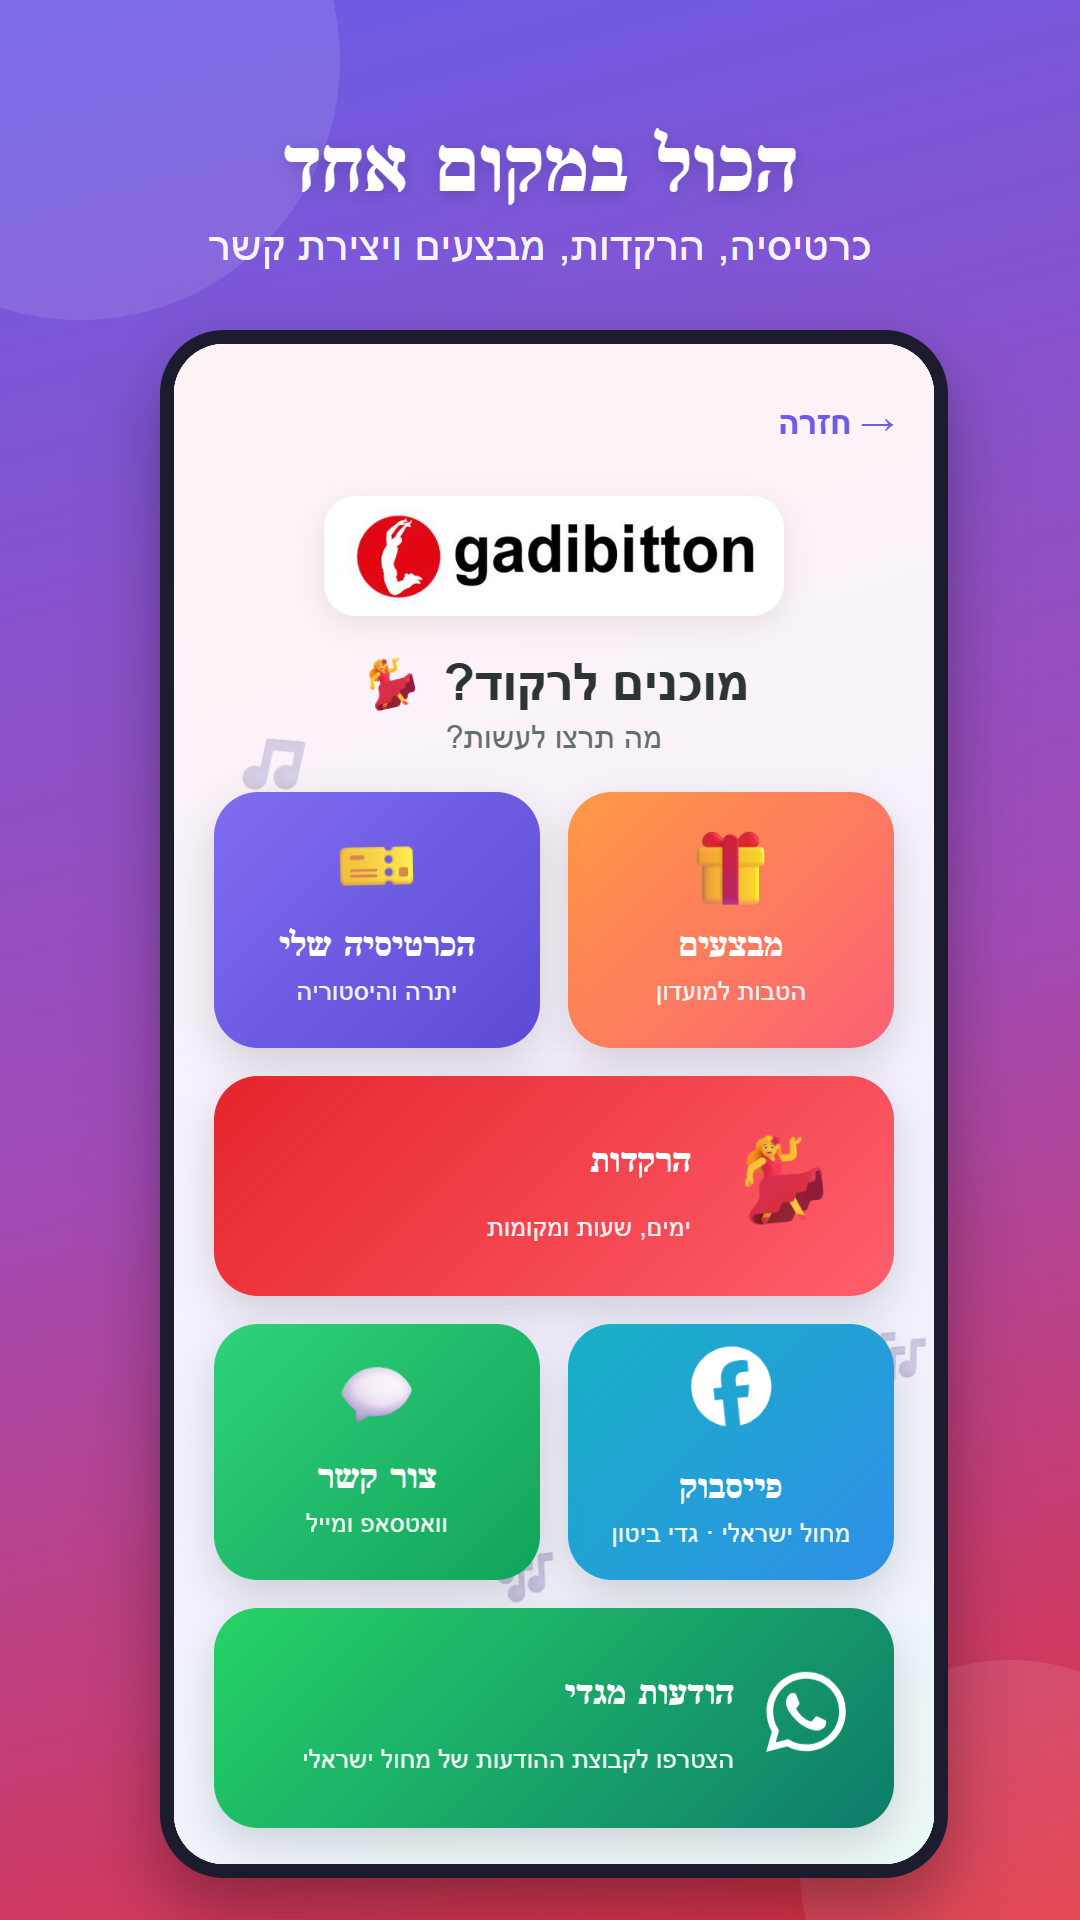 הכול במקום אחד
כרטיסיה, הרקדות, מבצעים ויצירת קשר
→ חזרה
gadibitton
מוכנים לרקוד?
מה תרצו לעשות?
מבצעים
הטבות למועדון
הכרטיסיה שלי
יתרה והיסטוריה
הרקדות
ימים, שעות ומקומות
פייסבוק
מחול ישראלי · גדי ביטון
צור קשר
וואטסאפ ומייל
הודעות מגדי
הצטרפו לקבוצת ההודעות של מחול ישראלי